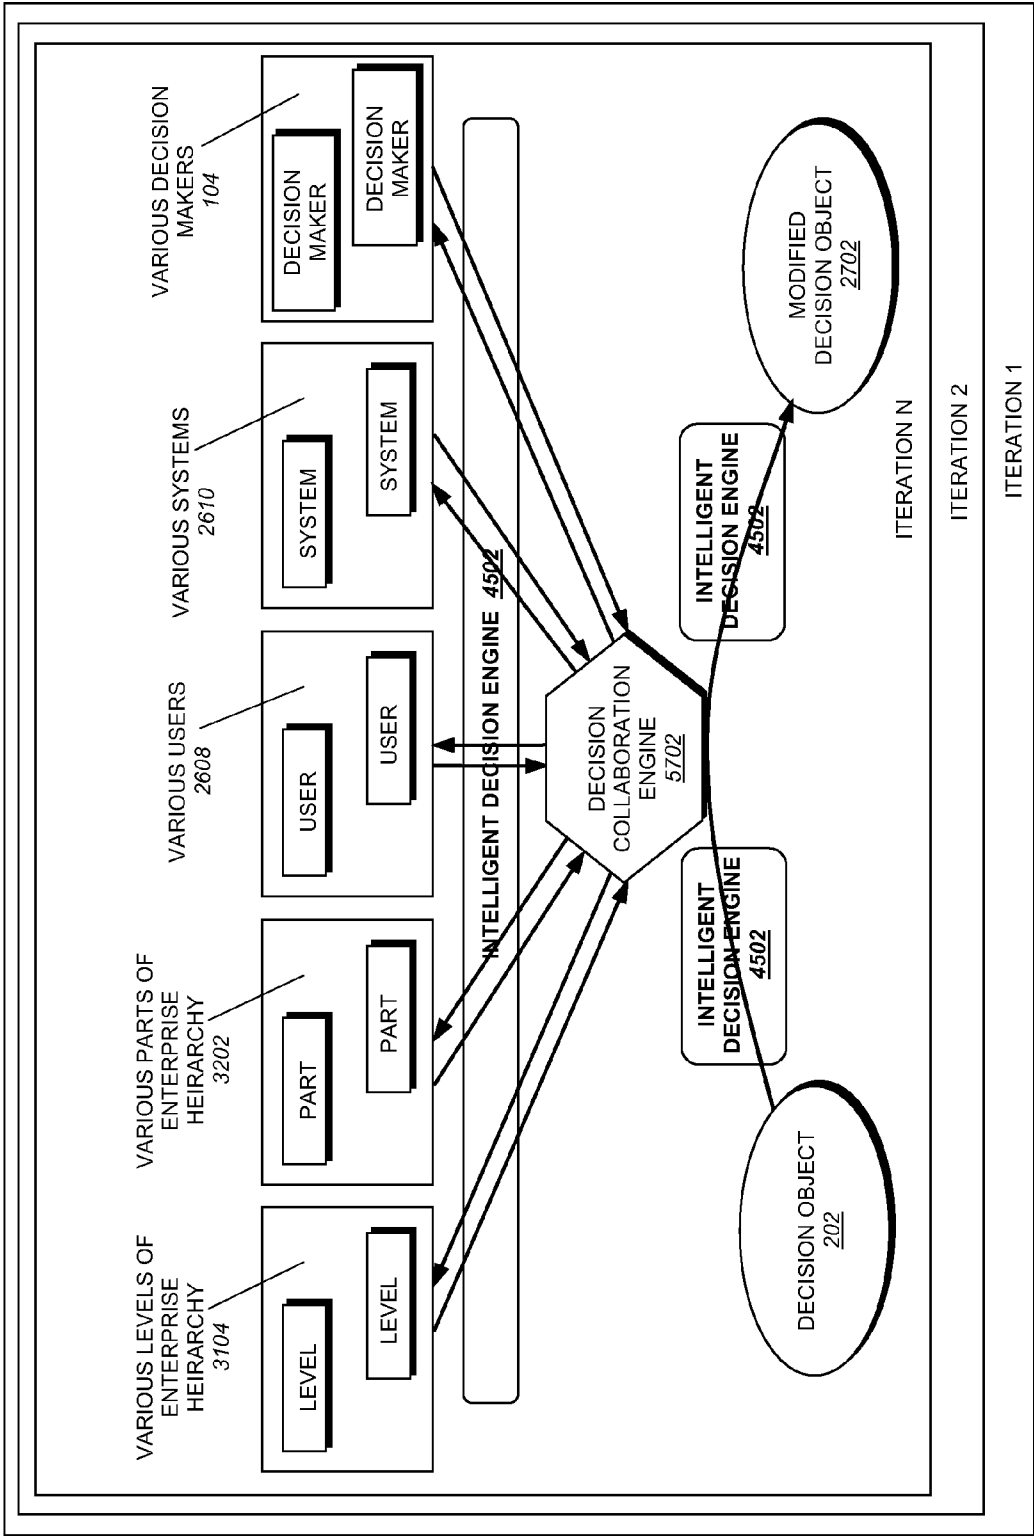 VARIOUS LEVELS OF
ENTERPRISE
HEIRARCHY
3104
VARIOUS PARTS OF
ENTERPRISE
HEIRARCHY
3202
VARIOUS USERS
2608
VARIOUS SYSTEMS
2610
VARIOUS DECISION
MAKERS
104
LEVEL
LEVEL
PART
PART
USER
USER
SYSTEM
SYSTEM
DECISION
MAKER
DECISION
MAKER
INTELLIGENT DECISION ENGINE 4502
DECISION
COLLABORATION
ENGINE
5702
INTELLIGENT
DECISION ENGINE
4502
INTELLIGENT
DECISION ENGINE
4502
DECISION OBJECT
202
MODIFIED
DECISION OBJECT
2702
ITERATION N
ITERATION 2
ITERATION 1